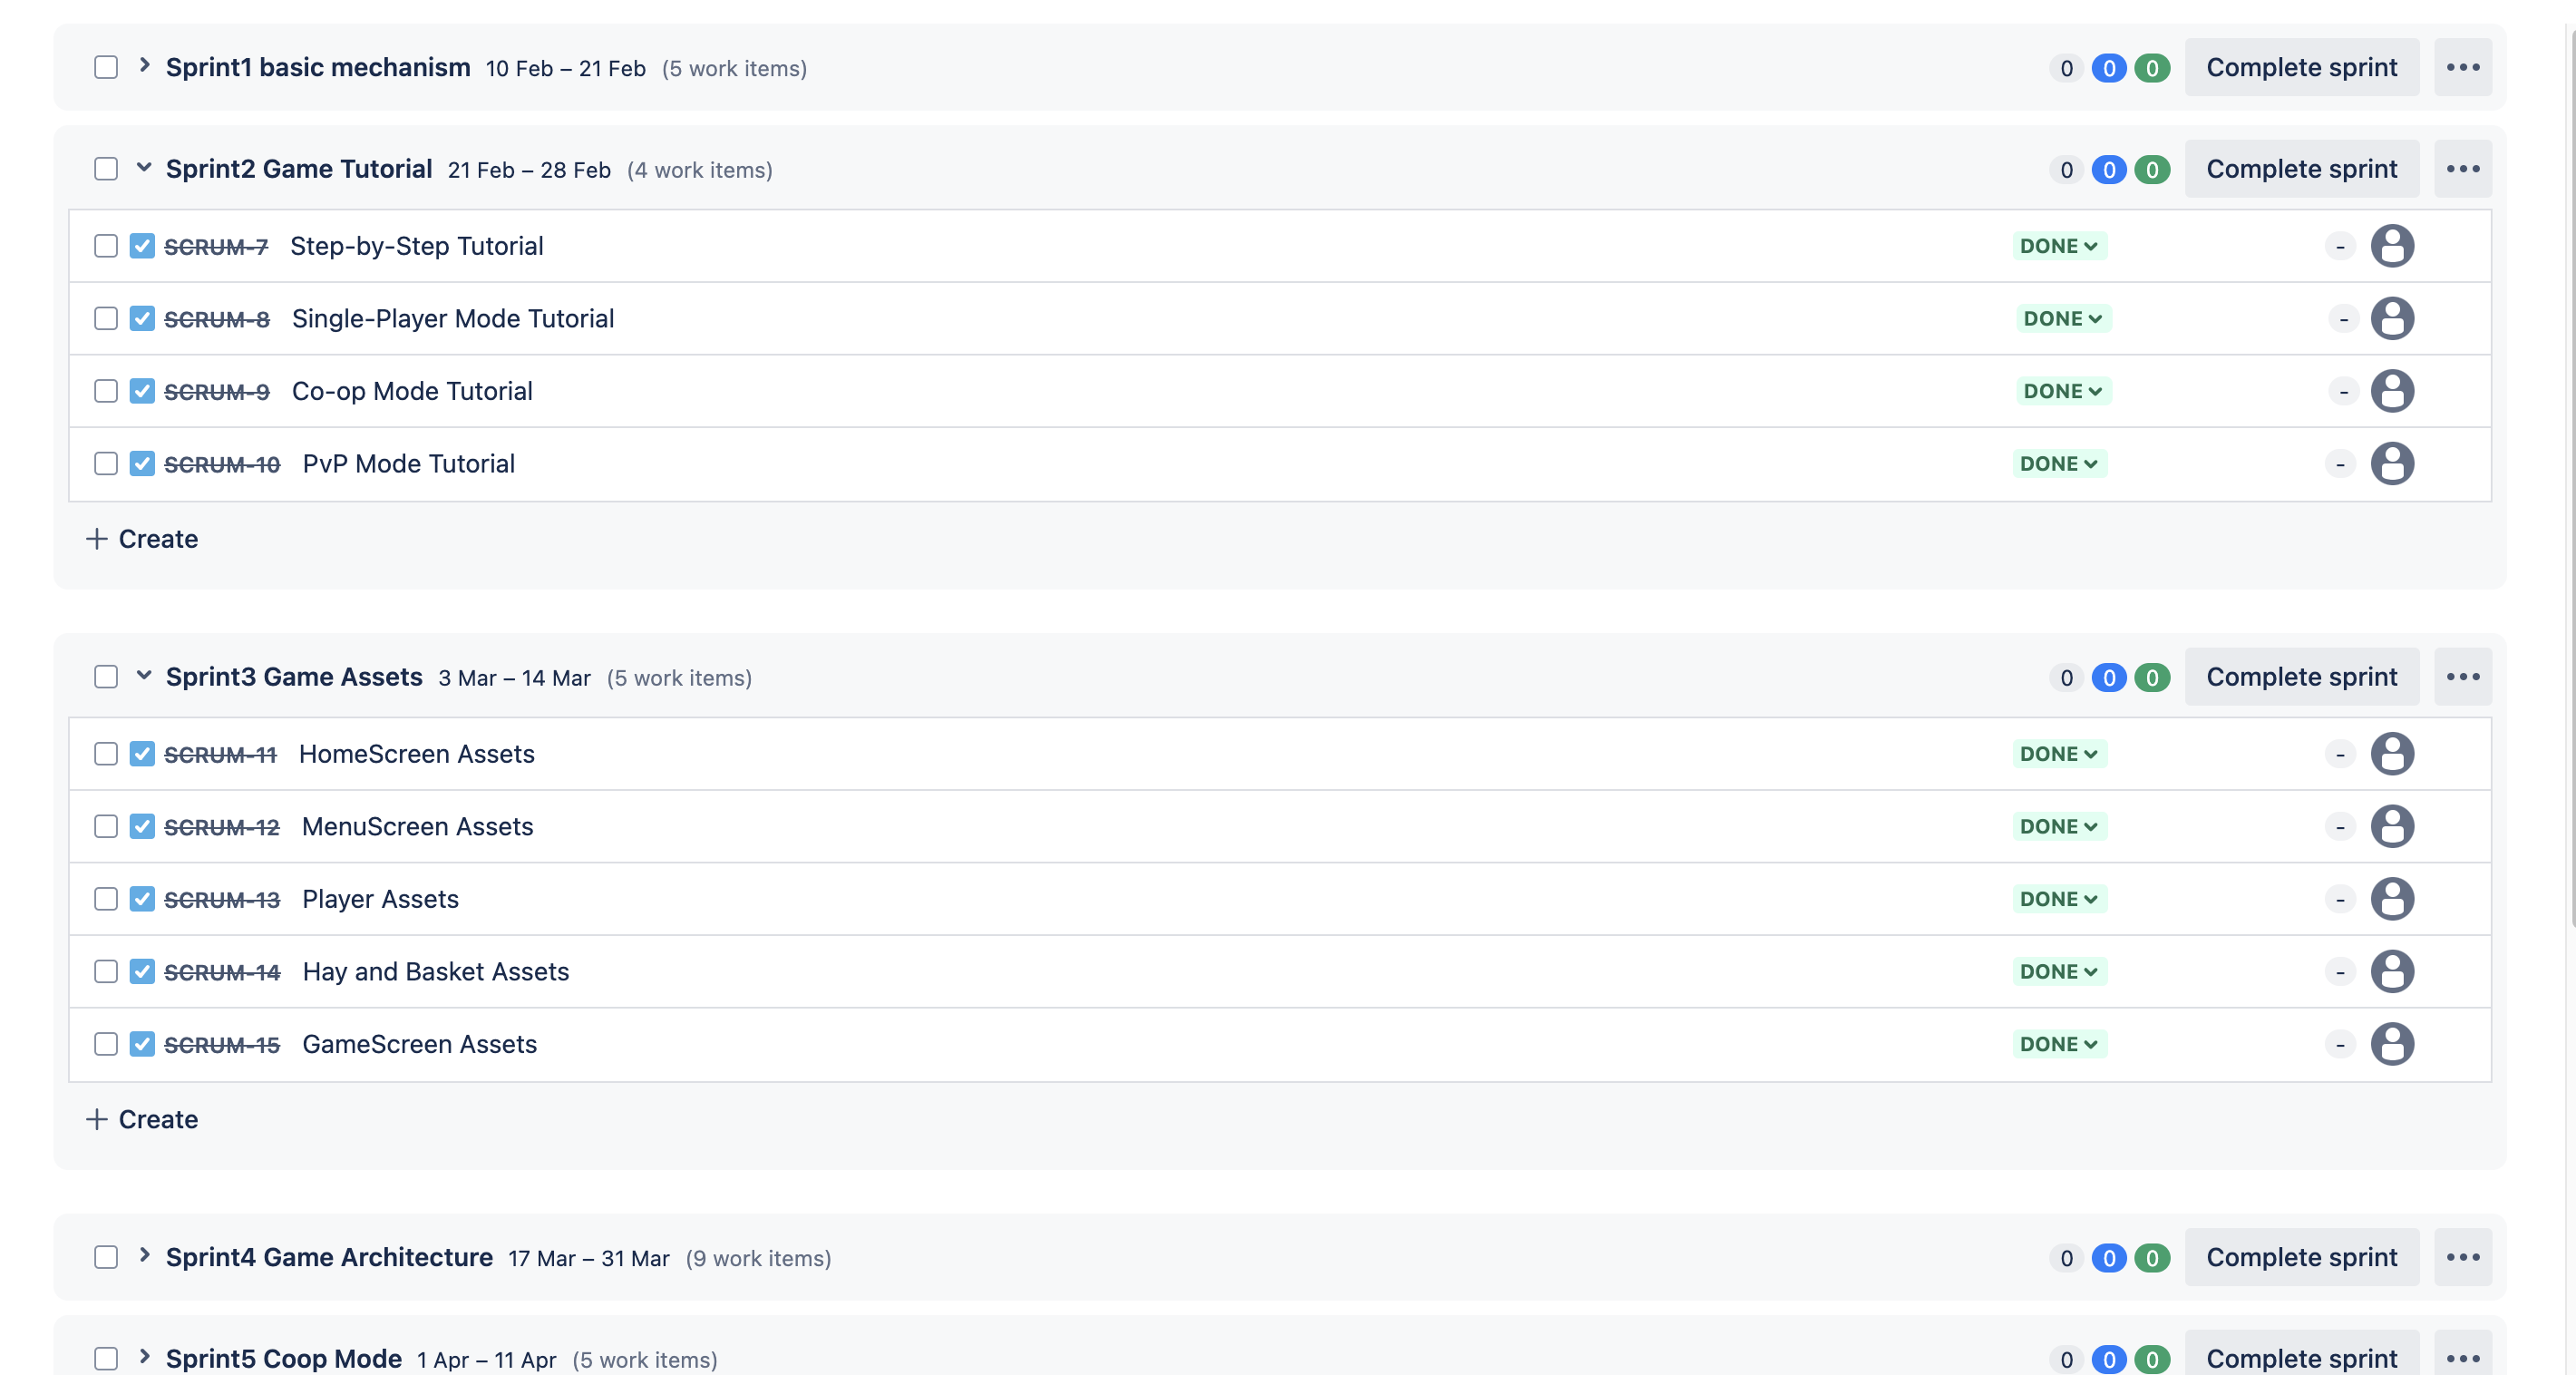 Sprint1 basic mechanism 10 Feb – 21 Feb (5 work items) 0 0 0 Complete sprint
Sprint2 Game Tutorial 21 Feb – 28 Feb (4 work items) 0 0 0 Complete sprint
SCRUM-7 Step-by-Step Tutorial DONE -
SCRUM-8 Single-Player Mode Tutorial DONE -
SCRUM-9 Co-op Mode Tutorial DONE -
SCRUM-10 PvP Mode Tutorial DONE -
Create
Sprint3 Game Assets 3 Mar – 14 Mar (5 work items) 0 0 0 Complete sprint
SCRUM-11 HomeScreen Assets DONE -
SCRUM-12 MenuScreen Assets DONE -
SCRUM-13 Player Assets DONE -
SCRUM-14 Hay and Basket Assets DONE -
SCRUM-15 GameScreen Assets DONE -
Create
Sprint4 Game Architecture 17 Mar – 31 Mar (9 work items) 0 0 0 Complete sprint
Sprint5 Coop Mode 1 Apr – 11 Apr (5 work items) 0 0 0 Complete sprint